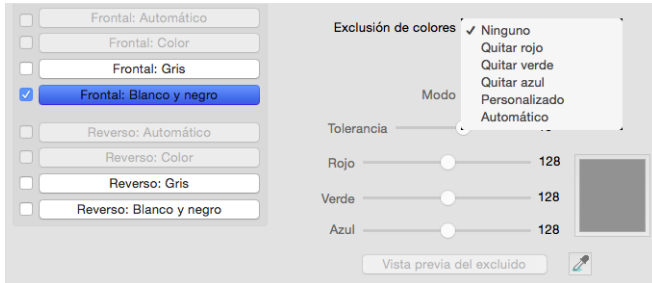 Frontal: Automático
Frontal: Color
Frontal: Gris
Frontal: Blanco y negro
Reverso: Automático
Reverso: Color
Reverso: Gris
Reverso: Blanco y negro
Exclusión de colores
✓ Ninguno
Quitar rojo
Quitar verde
Quitar azul
Personalizado
Automático
Modo
Tolerancia
Rojo 128
Verde 128
Azul 128
Vista previa del excluido